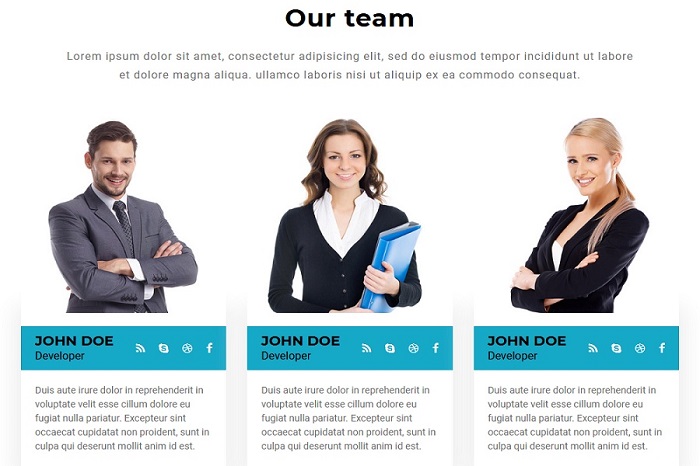 Our team
Lorem ipsum dolor sit amet, consectetur adipisicing elit, sed do eiusmod tempor incididunt ut labore
et dolore magna aliqua. ullamco laboris nisi ut aliquip ex ea commodo consequat.
JOHN DOE
Developer
Duis aute irure dolor in reprehenderit in
voluptate velit esse cillum dolore eu
fugiat nulla pariatur. Excepteur sint
occaecat cupidatat non proident, sunt in
culpa qui deserunt mollit anim id est.
JOHN DOE
Developer
Duis aute irure dolor in reprehenderit in
voluptate velit esse cillum dolore eu
fugiat nulla pariatur. Excepteur sint
occaecat cupidatat non proident, sunt in
culpa qui deserunt mollit anim id est.
JOHN DOE
Developer
Duis aute irure dolor in reprehenderit in
voluptate velit esse cillum dolore eu
fugiat nulla pariatur. Excepteur sint
occaecat cupidatat non proident, sunt in
culpa qui deserunt mollit anim id est.